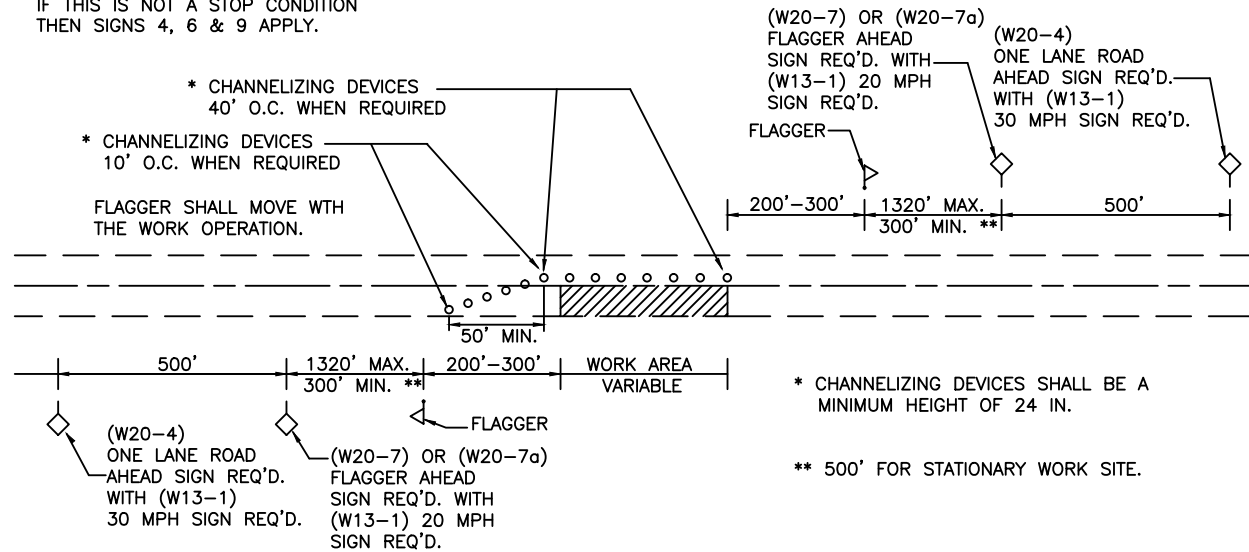 IF THIS IS NOT A STOP CONDITION
THEN SIGNS 4, 6 & 9 APPLY.
* CHANNELIZING DEVICES
40' O.C. WHEN REQUIRED
* CHANNELIZING DEVICES
10' O.C. WHEN REQUIRED
FLAGGER SHALL MOVE WTH
THE WORK OPERATION.
(W20-7) OR (W20-7a)
FLAGGER AHEAD
SIGN REQ'D. WITH
(W13-1) 20 MPH
SIGN REQ'D.
(W20-4)
ONE LANE ROAD
AHEAD SIGN REQ'D.
WITH (W13-1)
30 MPH SIGN REQ'D.
FLAGGER
200'-300'
1320' MAX.
300' MIN. **
500'
50' MIN.
500'
1320' MAX.
300' MIN. **
200'-300'
WORK AREA
VARIABLE
FLAGGER
(W20-4)
ONE LANE ROAD
AHEAD SIGN REQ'D.
WITH (W13-1)
30 MPH SIGN REQ'D.
(W20-7) OR (W20-7a)
FLAGGER AHEAD
SIGN REQ'D. WITH
(W13-1) 20 MPH
SIGN REQ'D.
* CHANNELIZING DEVICES SHALL BE A
MINIMUM HEIGHT OF 24 IN.
** 500' FOR STATIONARY WORK SITE.